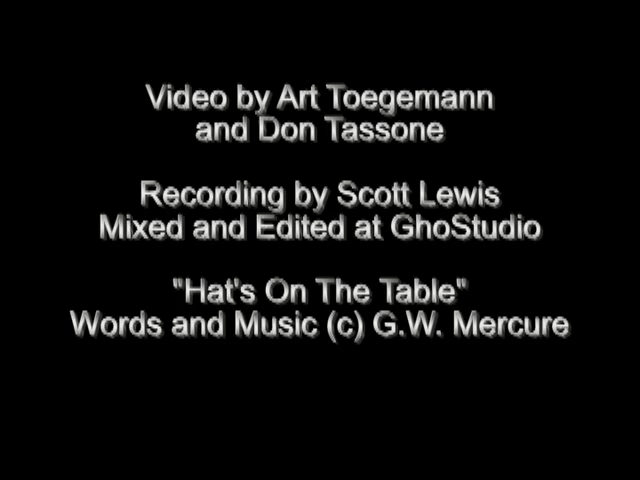 Video by Art Toegemann
and Don Tassone
Recording by Scott Lewis
Mixed and Edited at GhoStudio
"Hat's On The Table"
Words and Music (c) G.W. Mercure